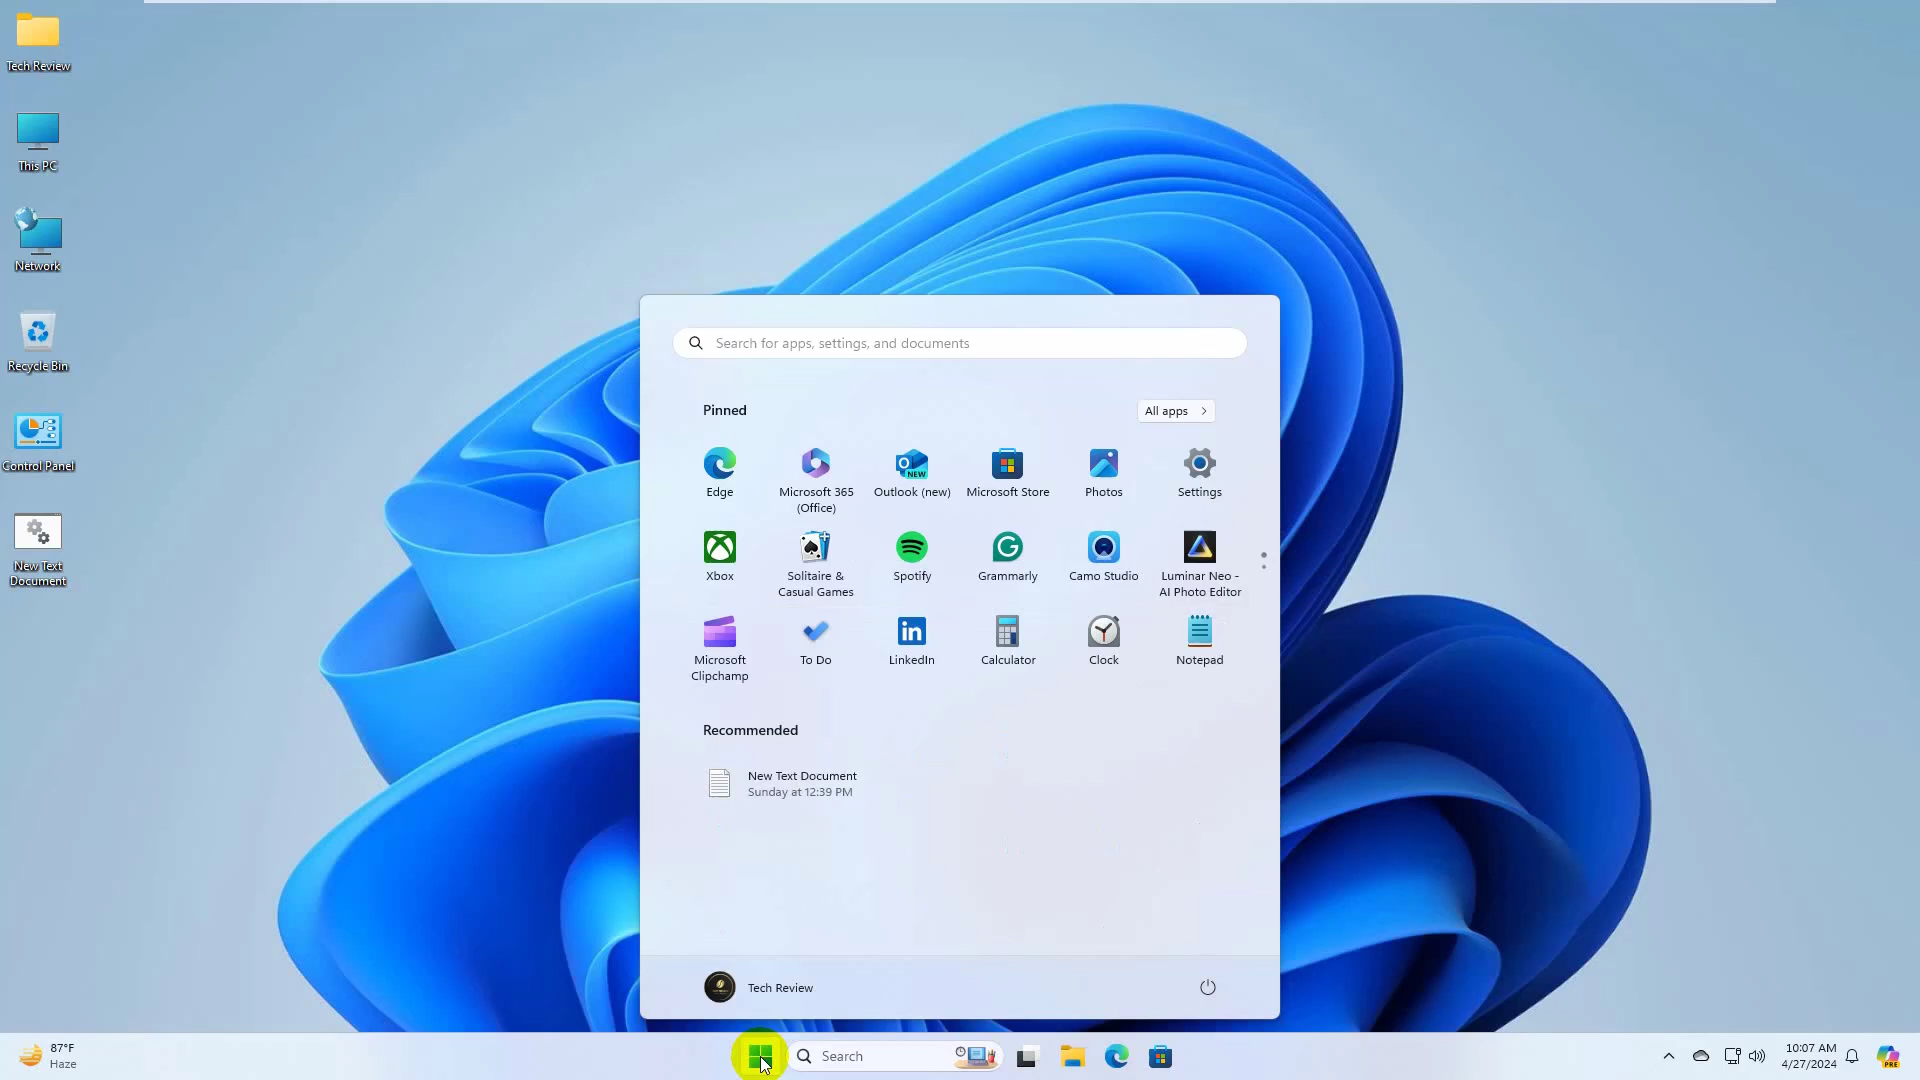 Tech Review
This PC
Network
Recycle Bin
Control Panel
New Text
Document
Search for apps, settings, and documents
Pinned
All apps
Edge
Microsoft 365
(Office)
Outlook (new)
Microsoft Store
Photos
Settings
Xbox
Solitaire &
Casual Games
Spotify
Grammarly
Camo Studio
Luminar Neo -
AI Photo Editor
Microsoft
Clipchamp
To Do
LinkedIn
Calculator
Clock
Notepad
Recommended
New Text Document
Sunday at 12:39 PM
Tech Review
87°F
Haze
Search
10:07 AM
4/27/2024
NEW
in
PRE